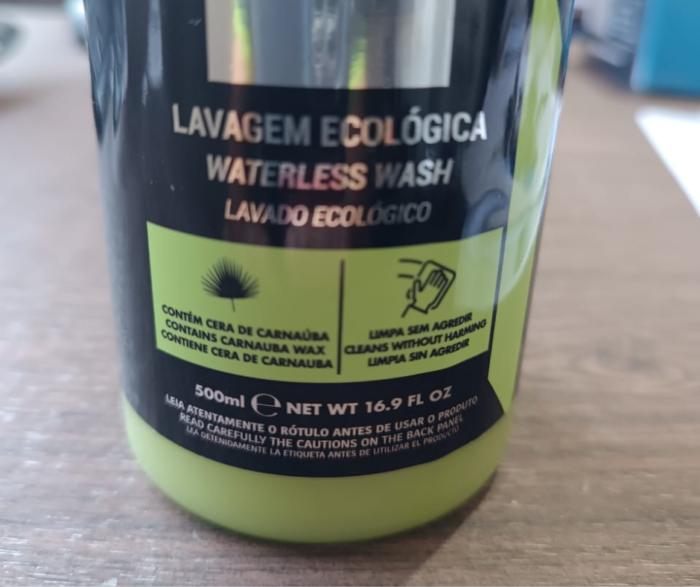 LAVAGEM ECOLÓGICA
WATERLESS WASH
LAVADO ECOLÓGICO
CONTÉM CERA DE CARNAÚBA
CONTAINS CARNAUBA WAX
CONTIENE CERA DE CARNAUBA
LIMPA SEM AGREDIR
CLEANS WITHOUT HARMING
LIMPIA SIN AGREDIR
500ml ℮ NET WT 16.9 FL OZ
LEIA ATENTAMENTE O RÓTULO ANTES DE USAR O PRODUTO
READ CAREFULLY THE CAUTIONS ON THE BACK PANEL
LEA DETENIDAMENTE LA ETIQUETA ANTES DE UTILIZAR EL PRODUCTO